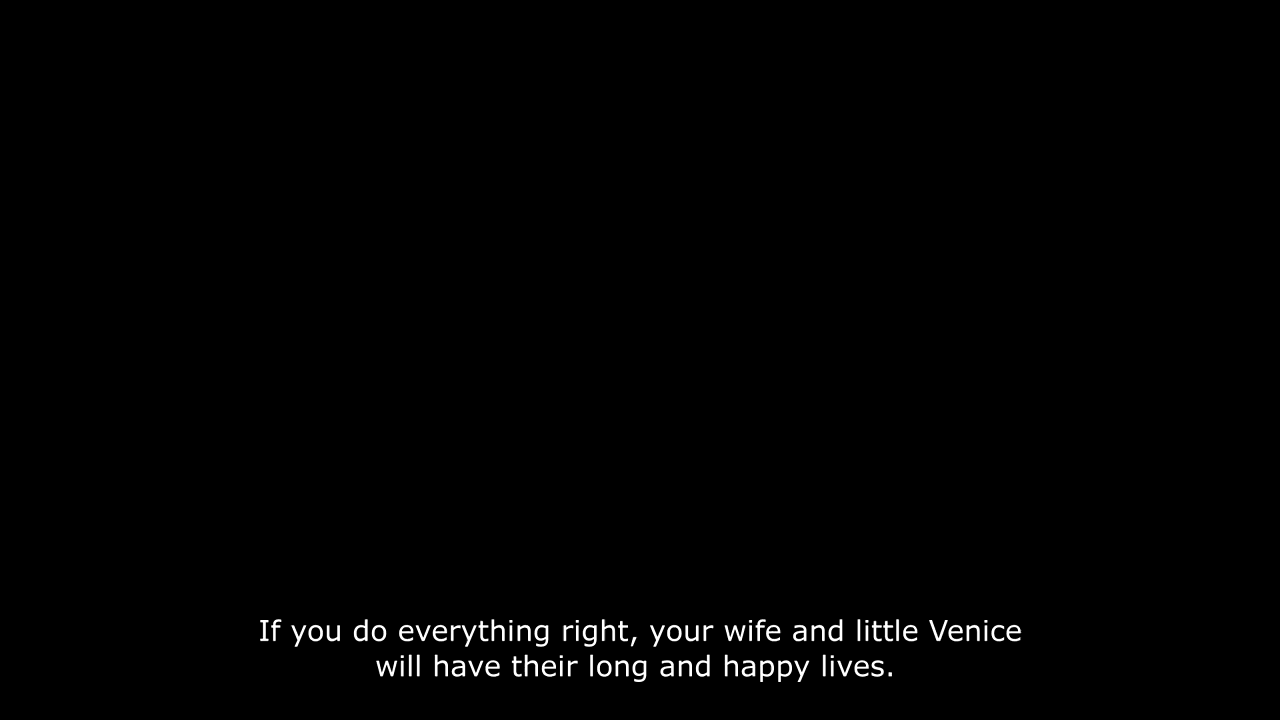 If you do everything right, your wife and little Venice
will have their long and happy lives.